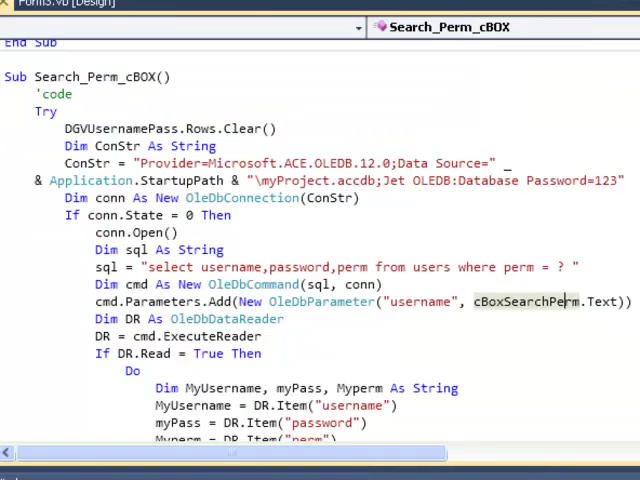 Form3.vb [Design]
Search_Perm_cBOX
End Sub
Sub Search_Perm_cBOX()
'code
Try
DGVUsernamePass.Rows.Clear()
Dim ConStr As String
ConStr = "Provider=Microsoft.ACE.OLEDB.12.0;Data Source=" _
& Application.StartupPath & "\myProject.accdb;Jet OLEDB:Database Password=123"
Dim conn As New OleDbConnection(ConStr)
If conn.State = 0 Then
conn.Open()
Dim sql As String
sql = "select username,password,perm from users where perm = ? "
Dim cmd As New OleDbCommand(sql, conn)
cmd.Parameters.Add(New OleDbParameter("username", cBoxSearchPerm.Text))
Dim DR As OleDbDataReader
DR = cmd.ExecuteReader
If DR.Read = True Then
Do
Dim MyUsername, myPass, Myperm As String
MyUsername = DR.Item("username")
myPass = DR.Item("password")
Myperm = DR.Item("perm")